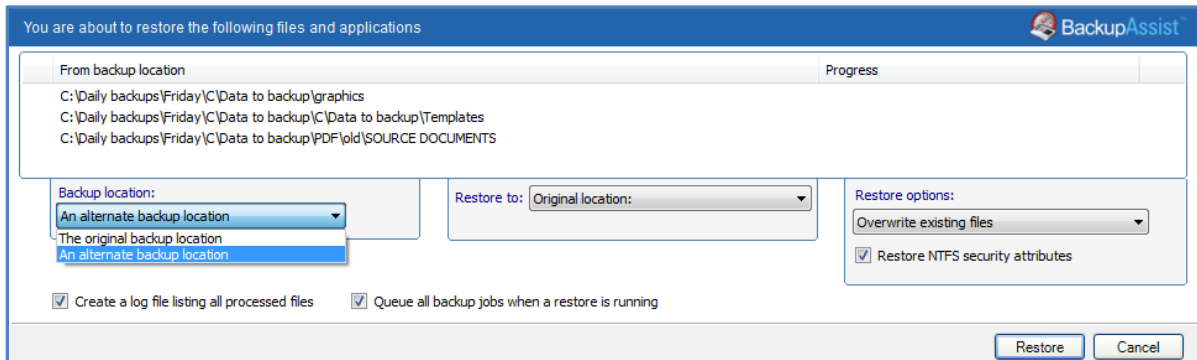 You are about to restore the following files and applications
BackupAssist™
From backup location Progress
C:\Daily backups\Friday\C\Data to backup\graphics
C:\Daily backups\Friday\C\Data to backup\C\Data to backup\Templates
C:\Daily backups\Friday\C\Data to backup\PDF\old\SOURCE DOCUMENTS
Backup location:
An alternate backup location
The original backup location
An alternate backup location
Restore to: Original location:
Restore options:
Overwrite existing files
Restore NTFS security attributes
Create a log file listing all processed files Queue all backup jobs when a restore is running
Restore Cancel